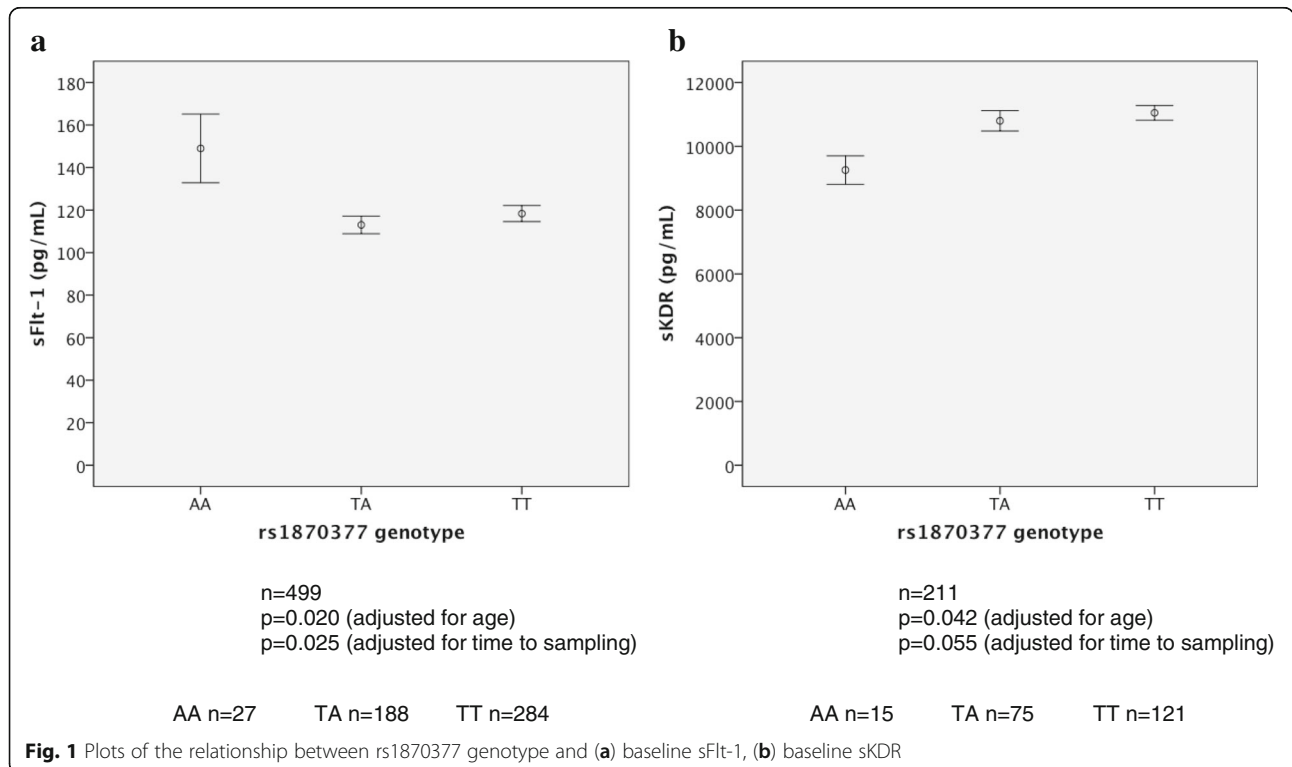 a
180
160
140
120
100
80
60
40
20
0
sFlt-1 (pg/mL)
AA TA TT
rs1870377 genotype
n=499
p=0.020 (adjusted for age)
p=0.025 (adjusted for time to sampling)
AA n=27 TA n=188 TT n=284
b
12000
10000
8000
6000
4000
2000
0
sKDR (pg/mL)
AA TA TT
rs1870377 genotype
n=211
p=0.042 (adjusted for age)
p=0.055 (adjusted for time to sampling)
AA n=15 TA n=75 TT n=121
Fig. 1 Plots of the relationship between rs1870377 genotype and (a) baseline sFlt-1, (b) baseline sKDR